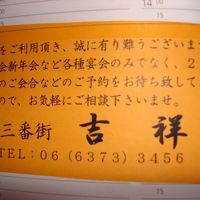 14 00
をご利用頂き、誠に有り難うございます
会新年会など各種宴会のみでなく、2
のご会合などのご予約をお待ち致して
ので、お気軽にご相談下さいませ。
三番街 吉祥
TEL:06(6373)3456
15